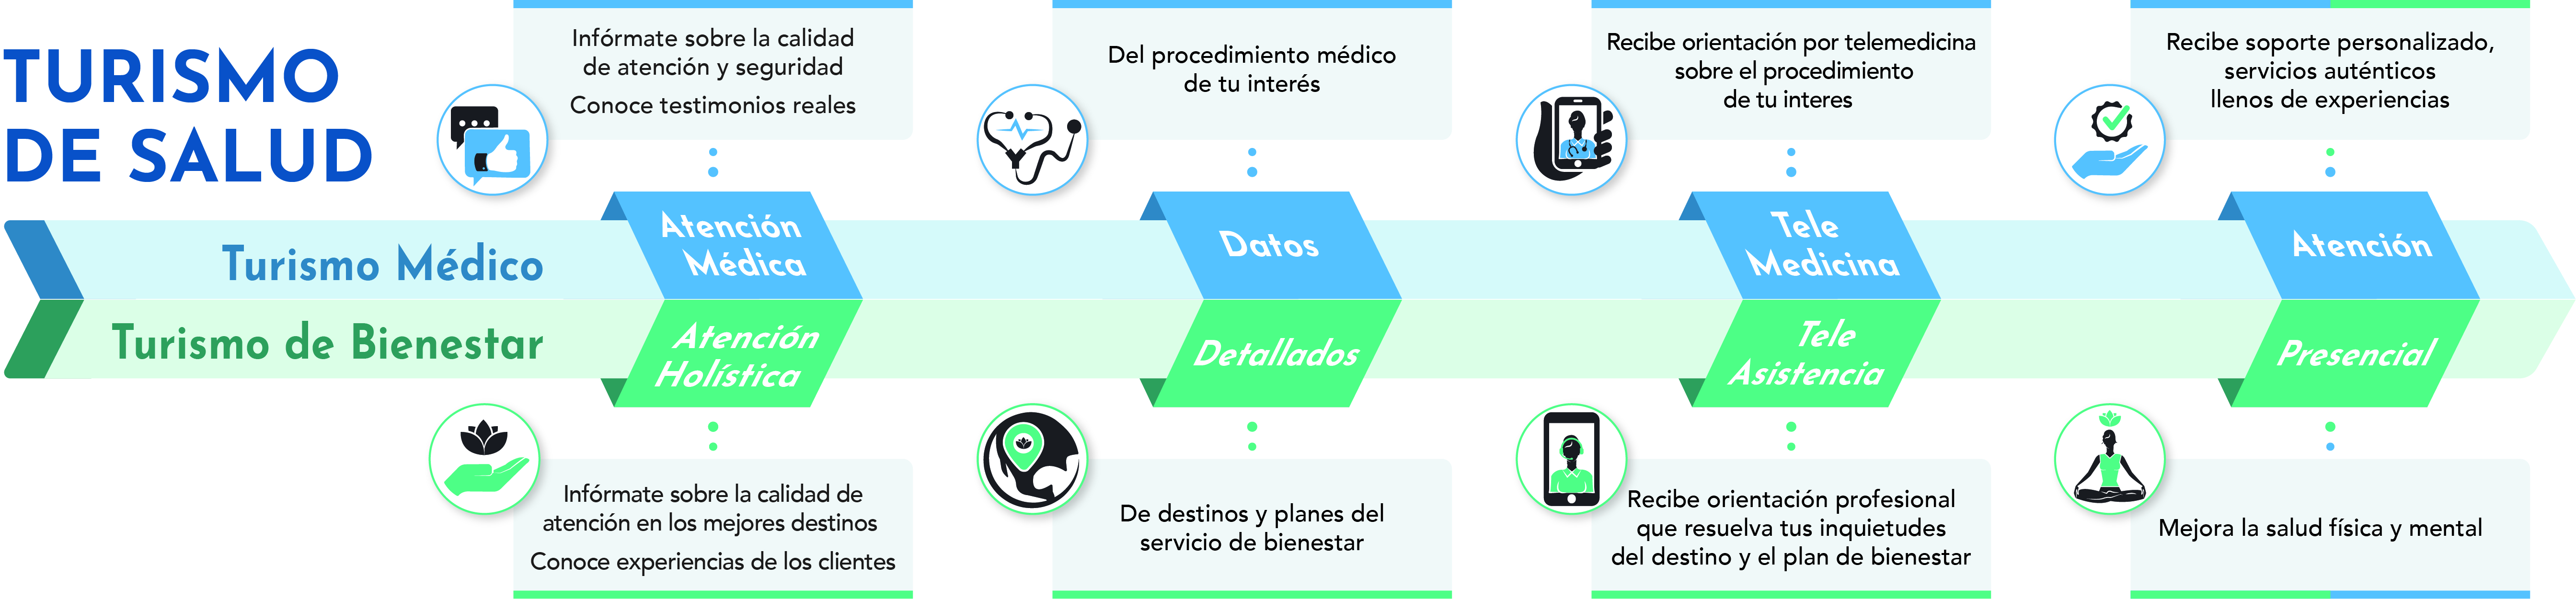 TURISMO
DE SALUD
Infórmate sobre la calidad
de atención y seguridad
Conoce testimonios reales
Del procedimiento médico
de tu interés
Recibe orientación por telemedicina
sobre el procedimiento
de tu interes
Recibe soporte personalizado,
servicios auténticos
llenos de experiencias
Turismo Médico
Atención
Médica
Datos
Tele
Medicina
Atención
Turismo de Bienestar
Atención
Holística
Detallados
Tele
Asistencia
Presencial
Infórmate sobre la calidad de
atención en los mejores destinos
Conoce experiencias de los clientes
De destinos y planes del
servicio de bienestar
Recibe orientación profesional
que resuelva tus inquietudes
del destino y el plan de bienestar
Mejora la salud física y mental